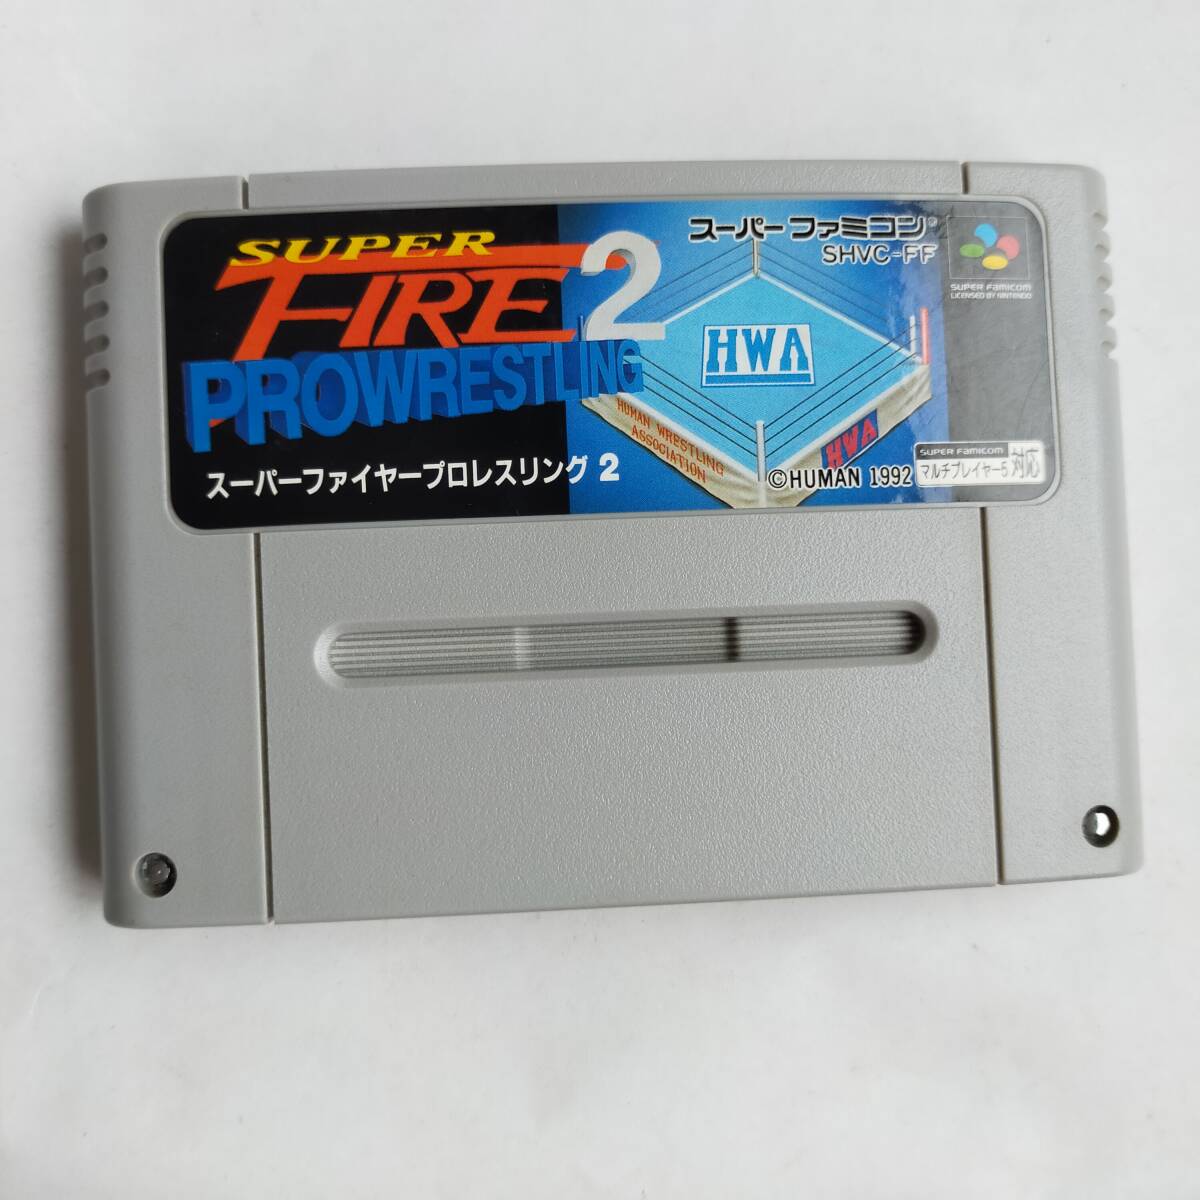 SUPER
FIRE 2
PROWRESTLING
スーパーファイヤープロレスリング 2
スーパーファミコン®
SHVC-FF
SUPER FAMICOM
LICENSED BY NINTENDO
HWA
HUMAN WRESTLING
ASSOCIATION
HWA
©HUMAN 1992
SUPER FAMICOM
マルチプレイヤー5
対応